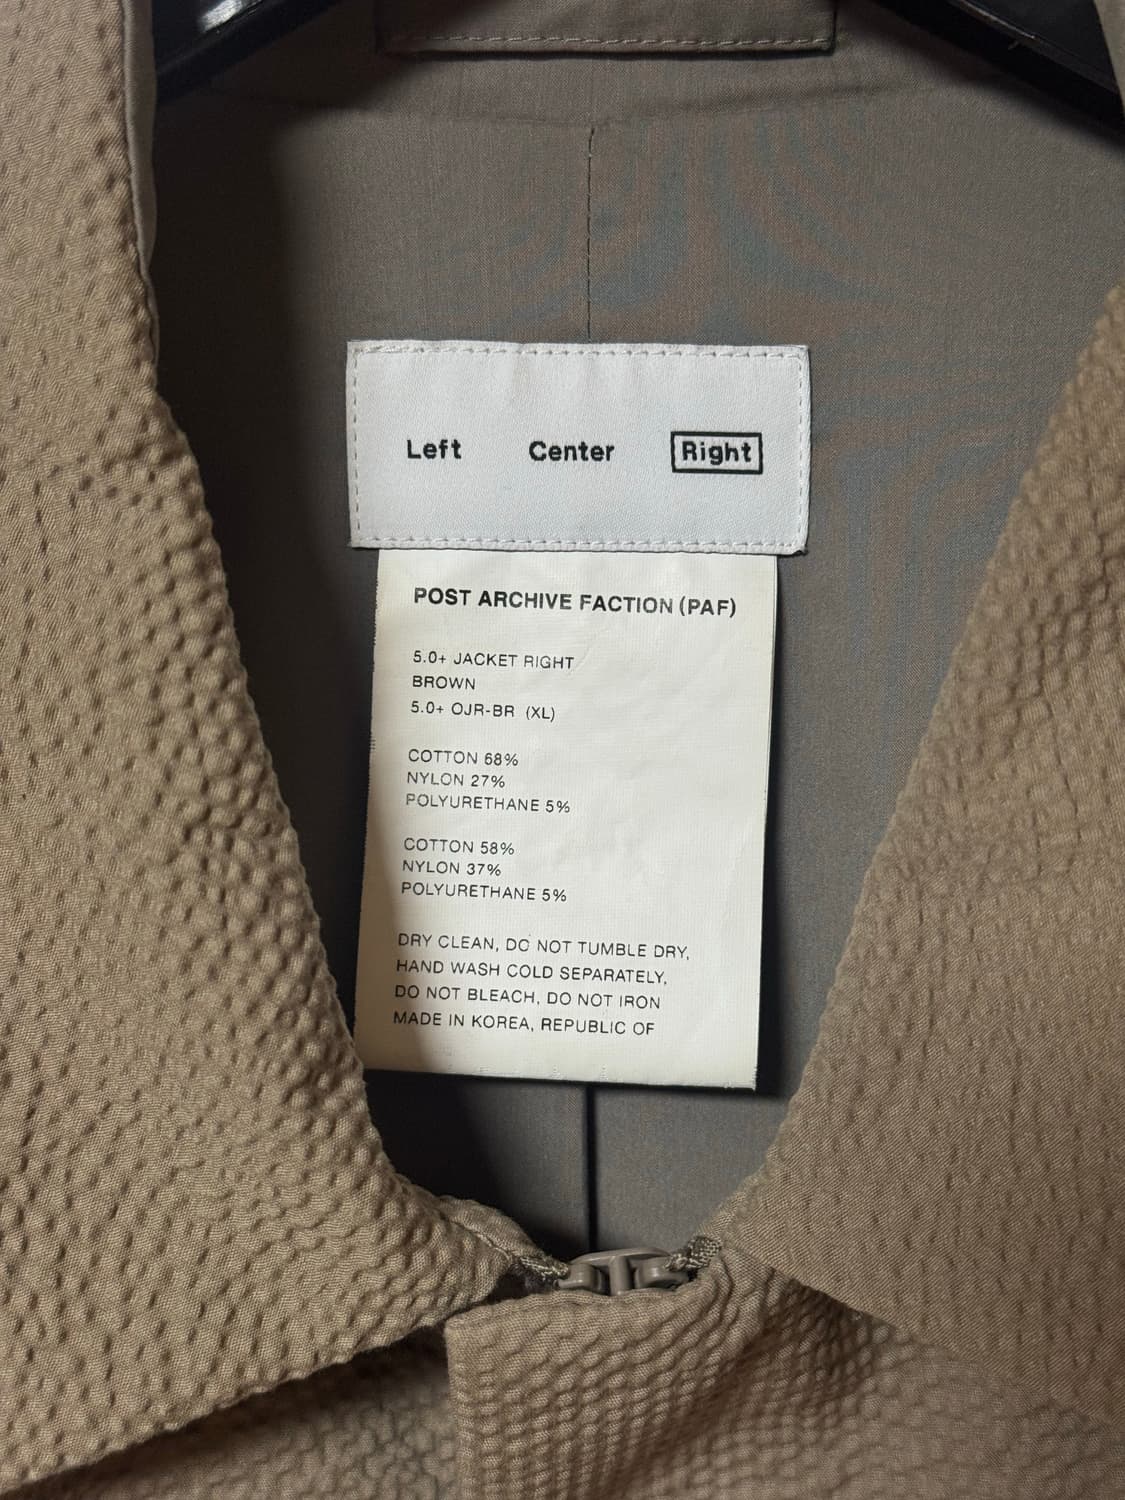 Left Center Right
POST ARCHIVE FACTION (PAF)
5.0+ JACKET RIGHT
BROWN
5.0+ OJR-BR (XL)
COTTON 68%
NYLON 27%
POLYURETHANE 5%
COTTON 58%
NYLON 37%
POLYURETHANE 5%
DRY CLEAN, DO NOT TUMBLE DRY,
HAND WASH COLD SEPARATELY,
DO NOT BLEACH, DO NOT IRON
MADE IN KOREA, REPUBLIC OF